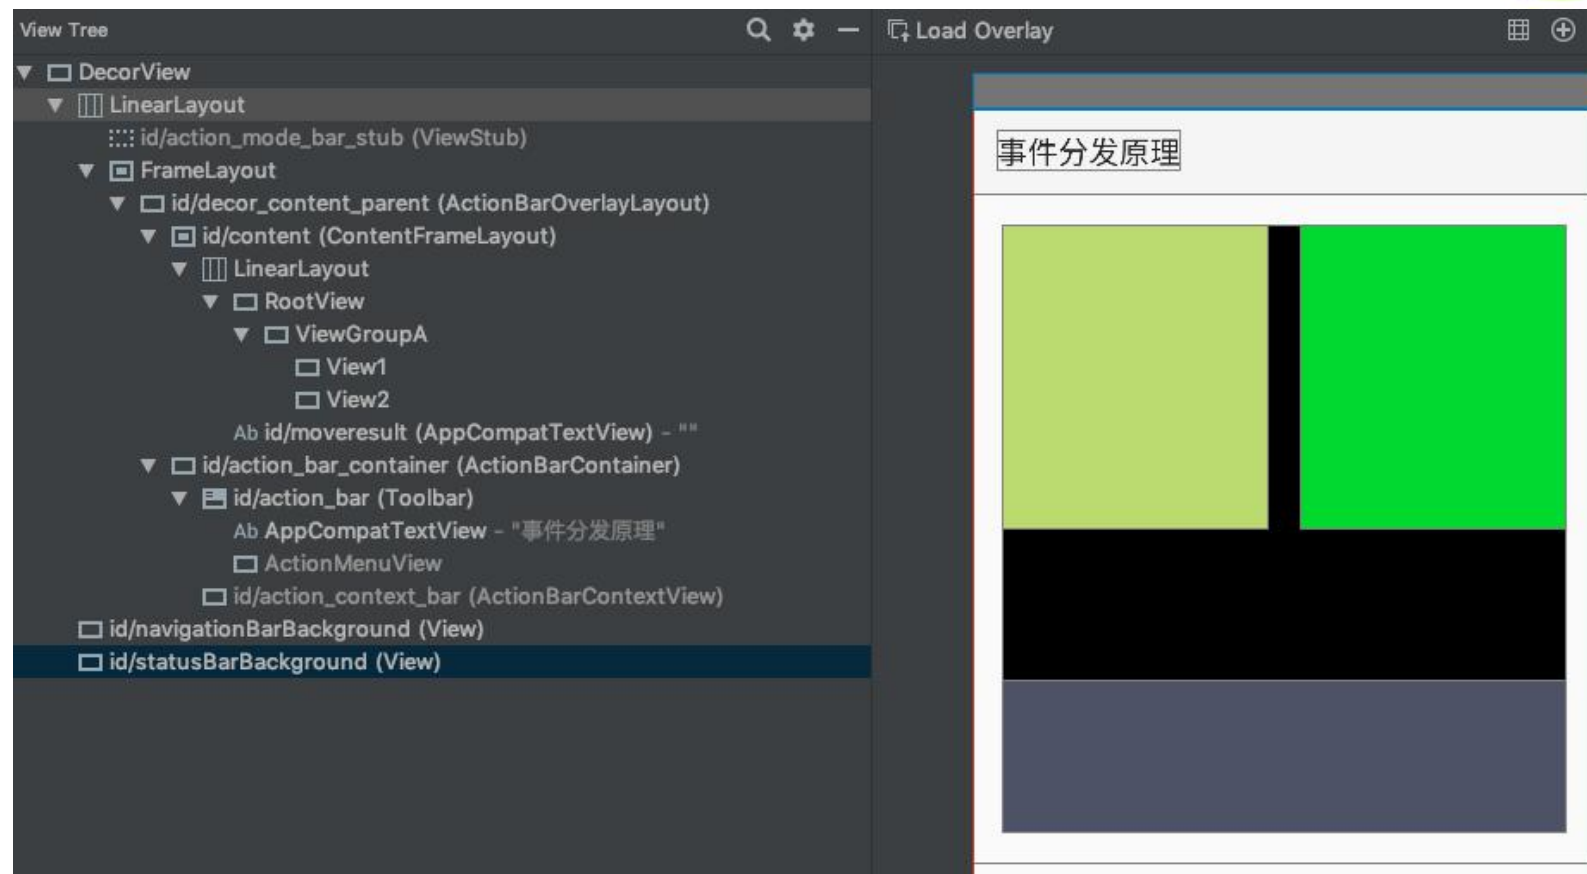 View Tree
Load Overlay
DecorView
LinearLayout
id/action_mode_bar_stub (ViewStub)
FrameLayout
id/decor_content_parent (ActionBarOverlayLayout)
id/content (ContentFrameLayout)
LinearLayout
RootView
ViewGroupA
View1
View2
Ab id/moveresult (AppCompatTextView) - ""
id/action_bar_container (ActionBarContainer)
id/action_bar (Toolbar)
Ab AppCompatTextView - "事件分发原理"
ActionMenuView
id/action_context_bar (ActionBarContextView)
id/navigationBarBackground (View)
id/statusBarBackground (View)
事件分发原理